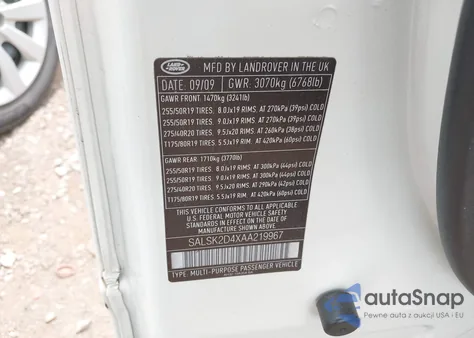 LAND ROVER
MFD BY LANDROVER IN THE UK
DATE: 09/09 GWR: 3070kg (6768lb)
GAWR FRONT: 1470kg (3241lb)
255/50R19 TIRES, 8.0Jx19 RIMS, AT 270kPA (39psi) COLD
255/50R19 TIRES, 9.0Jx19 RIMS, AT 270kPA (39psi) COLD
275/40R20 TIRES, 9.5Jx20 RIMS, AT 260kPA (38psi) COLD
T175/80R19 TIRES, 5.5Jx19 RIM, AT 420kPA (60psi) COLD
GAWR REAR: 1710kg (3770lb)
255/50R19 TIRES, 8.0Jx19 RIMS, AT 300kPA (44psi) COLD
255/50R19 TIRES, 9.0Jx19 RIMS, AT 300kPA (44psi) COLD
275/40R20 TIRES, 9.5Jx20 RIMS, AT 290kPA (42psi) COLD
T175/80R19 TIRES, 5.5Jx19 RIM, AT 420kPA (60psi) COLD
THIS VEHICLE CONFORMS TO ALL APPLICABLE
U.S. FEDERAL MOTOR VEHICLE SAFETY STANDARDS
IN EFFECT ON THE DATE OF
MANUFACTURE SHOWN ABOVE
SALSK2D4XAA219967
TYPE: MULTI-PURPOSE PASSENGER VEHICLE
autoSnap
Pewne auta z aukcji USA i EU